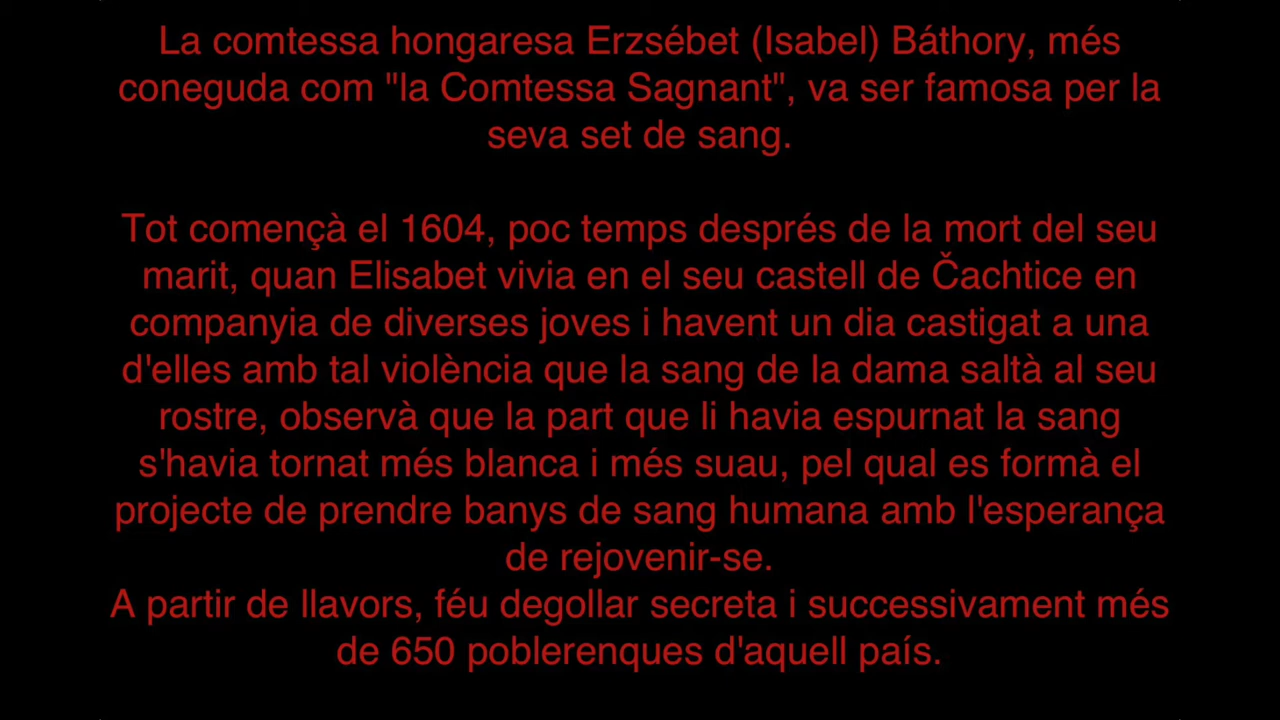 La comtessa hongaresa Erzsébet (Isabel) Báthory, més
coneguda com "la Comtessa Sagnant", va ser famosa per la
seva set de sang.
Tot començà el 1604, poc temps després de la mort del seu
marit, quan Elisabet vivia en el seu castell de Čachtice en
companyia de diverses joves i havent un dia castigat a una
d'elles amb tal violència que la sang de la dama saltà al seu
rostre, observà que la part que li havia espurnat la sang
s'havia tornat més blanca i més suau, pel qual es formà el
projecte de prendre banys de sang humana amb l'esperança
de rejovenir-se.
A partir de llavors, féu degollar secreta i successivament més
de 650 poblerenques d'aquell país.